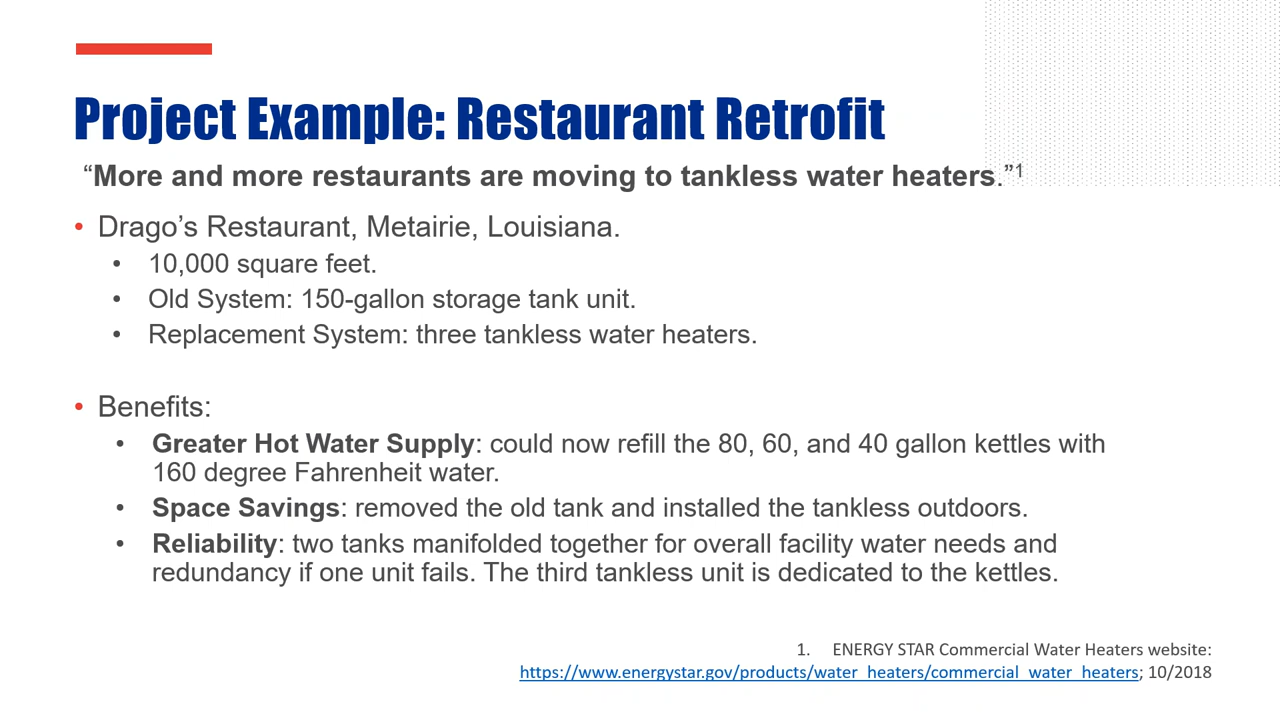 Project Example: Restaurant Retrofit
“More and more restaurants are moving to tankless water heaters.”1
• Drago’s Restaurant, Metairie, Louisiana.
• 10,000 square feet.
• Old System: 150-gallon storage tank unit.
• Replacement System: three tankless water heaters.
• Benefits:
• Greater Hot Water Supply: could now refill the 80, 60, and 40 gallon kettles with
160 degree Fahrenheit water.
• Space Savings: removed the old tank and installed the tankless outdoors.
• Reliability: two tanks manifolded together for overall facility water needs and
redundancy if one unit fails. The third tankless unit is dedicated to the kettles.
1. ENERGY STAR Commercial Water Heaters website:
https://www.energystar.gov/products/water_heaters/commercial_water_heaters; 10/2018